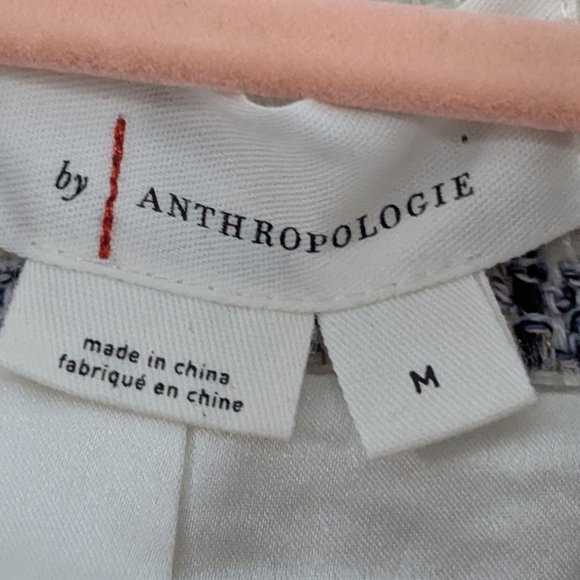 by ANTHROPOLOGIE
made in china
fabriqué en chine
M